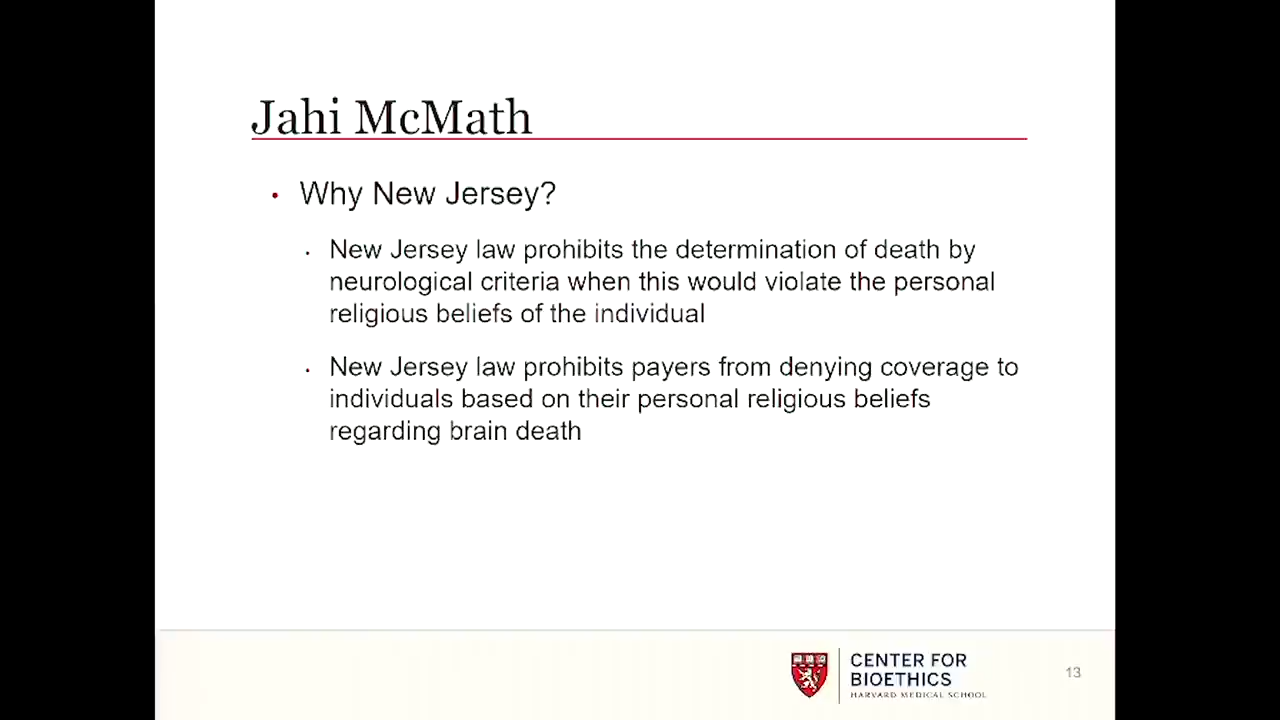 Jahi McMath
• Why New Jersey?
• New Jersey law prohibits the determination of death by
neurological criteria when this would violate the personal
religious beliefs of the individual
• New Jersey law prohibits payers from denying coverage to
individuals based on their personal religious beliefs
regarding brain death
CENTER FOR
BIOETHICS
HARVARD MEDICAL SCHOOL
13